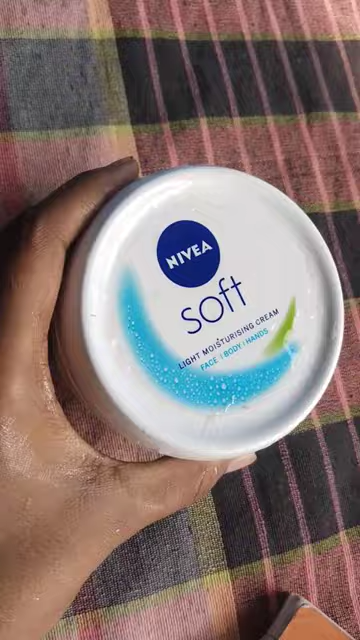 NIVEA
soft
LIGHT MOISTURISING CREAM
FACE | BODY | HANDS